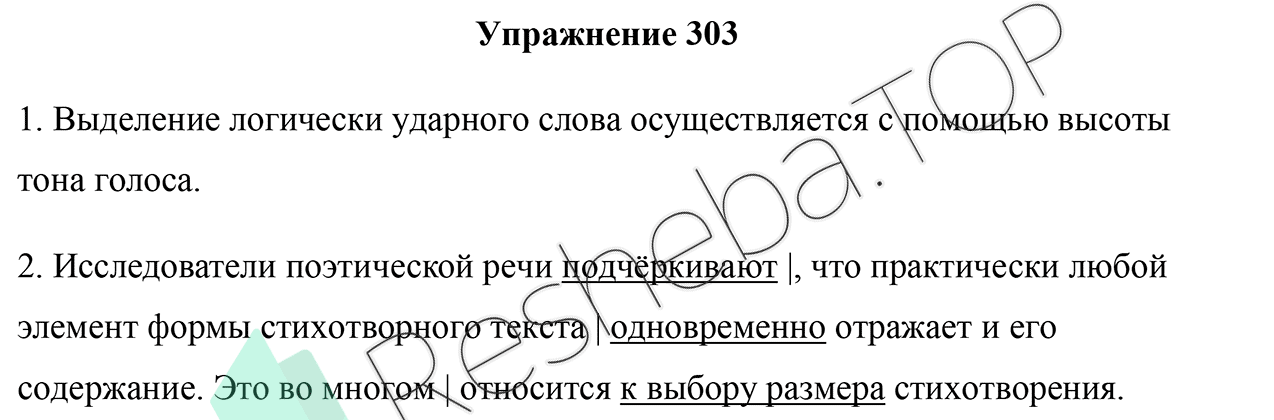 Упражнение 303
1. Выделение логически ударного слова осуществляется с помощью высоты
тона голоса.
2. Исследователи поэтической речи подчёркивают |, что практически любой
элемент формы стихотворного текста | одновременно отражает и его
содержание. Это во многом | относится к выбору размера стихотворения.
Resheba.TOP